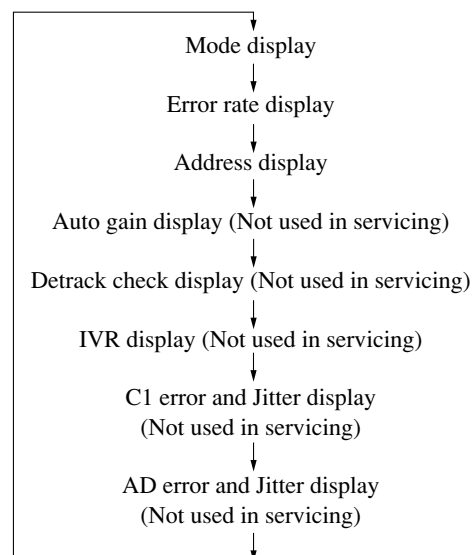 Mode display
Error rate display
Address display
Auto gain display (Not used in servicing)
Detrack check display (Not used in servicing)
IVR display (Not used in servicing)
C1 error and Jitter display
(Not used in servicing)
AD error and Jitter display
(Not used in servicing)